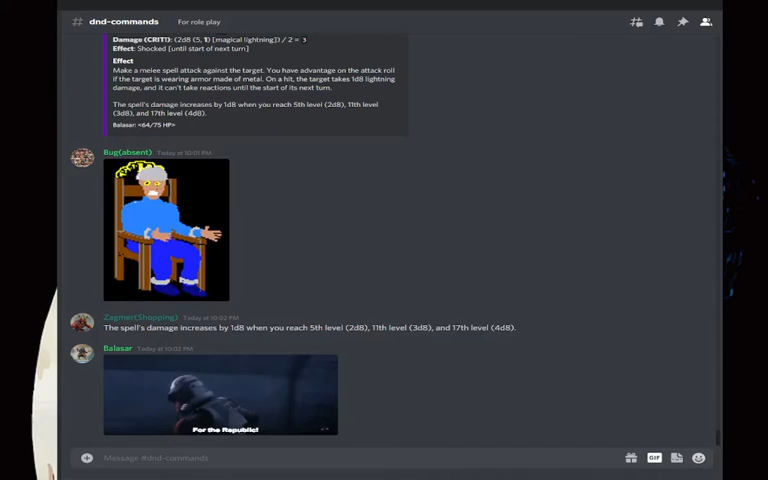 dnd-commands For role play
Damage (CRIT!): (2d8 (5, 1) [magical lightning]) / 2 = 3
Effect: Shocked [until start of next turn]
Effect
Make a melee spell attack against the target. You have advantage on the attack roll
if the target is wearing armor made of metal. On a hit, the target takes 1d8 lightning
damage, and it can't take reactions until the start of its next turn.
The spell's damage increases by 1d8 when you reach 5th level (2d8), 11th level
(3d8), and 17th level (4d8).
Balasar: <64/75 HP>
Bug(absent) Today at 10:01 PM
Zagmer(Shopping) Today at 10:02 PM
The spell's damage increases by 1d8 when you reach 5th level (2d8), 11th level (3d8), and 17th level (4d8).
Balasar Today at 10:02 PM
For the Republic!
Message #dnd-commands
GIF